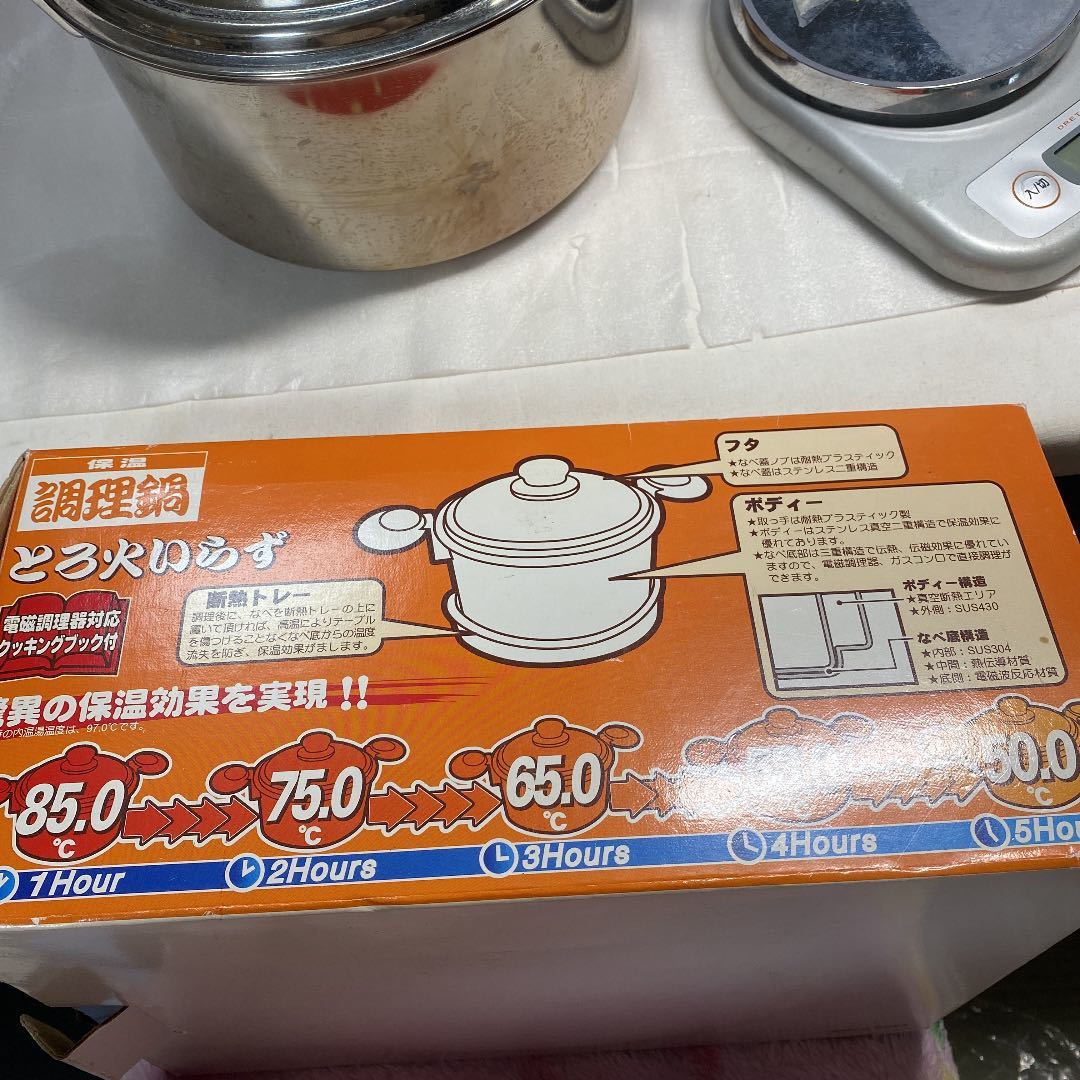 切/入
保温
調理鍋
とろ火いらず
電磁調理器対応
クッキングブック付
断熱トレー
調理後に、なべを断熱トレーの上に
置いて頂ければ、高温によりテーブル
を傷つけることなくなべ底からの温度
流失を防ぎ、保温効果がまします。
フタ
★なべ蓋ノブは耐熱プラスティック
★なべ蓋はステンレス二重構造
ボディー
★取っ手は耐熱プラスティック製
★ボディーはステンレス真空二重構造で保温効果に
優れております。
★なべ底部は三重構造で伝熱、伝磁効果に優れてい
ますので、電磁調理器、ガスコンロで直接調理が
できます。
ボディー構造
★真空断熱エリア
★外側：SUS430
なべ底構造
★内部：SUS304
★中間：熱伝導材質
★底側：電磁波反応材質
異の保温効果を実現!!
の内温湯温度は、97.0℃です。
85.0℃
75.0℃
65.0℃
50.0℃
1Hour
2Hours
3Hours
4Hours
5Hou